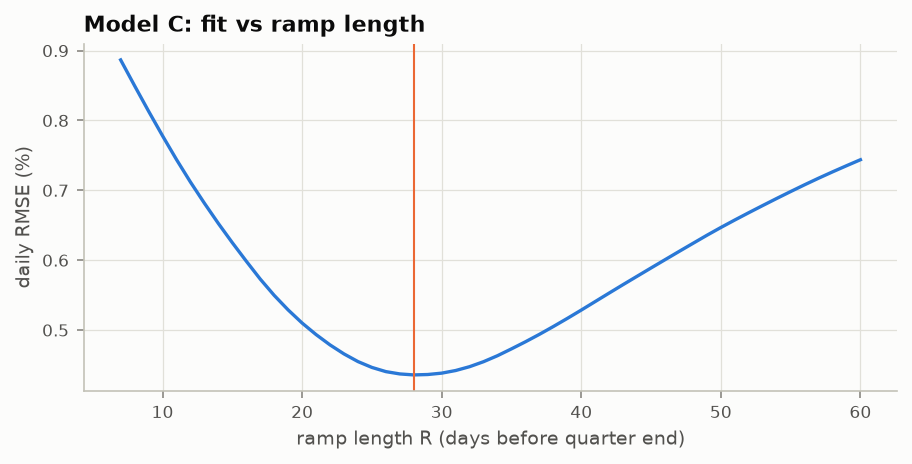 Model C: fit vs ramp length
daily RMSE (%)
0.9
0.8
0.7
0.6
0.5
10 20 30 40 50 60
ramp length R (days before quarter end)